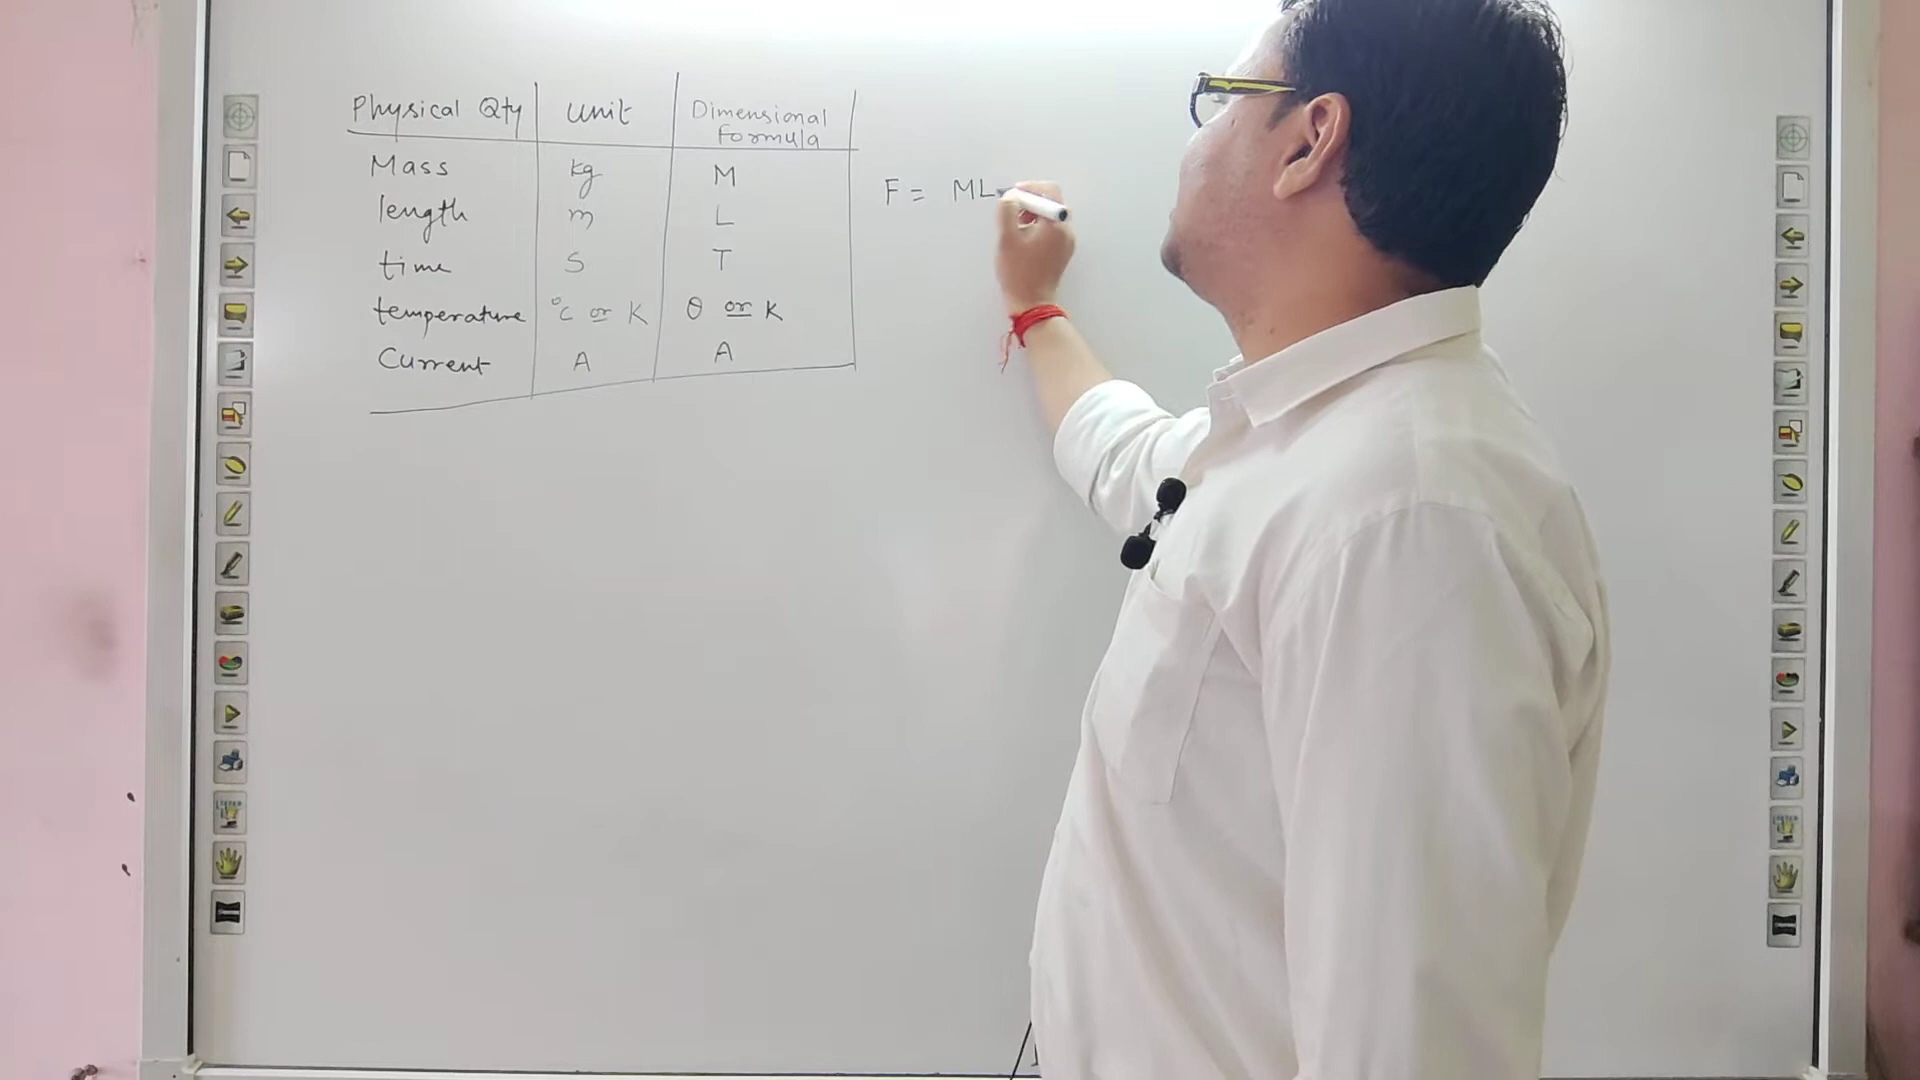 Physical Qty unit Dimensional Formula
Mass kg M
length m L
time S T
temperature °C or K θ or K
Current A A
F = ML